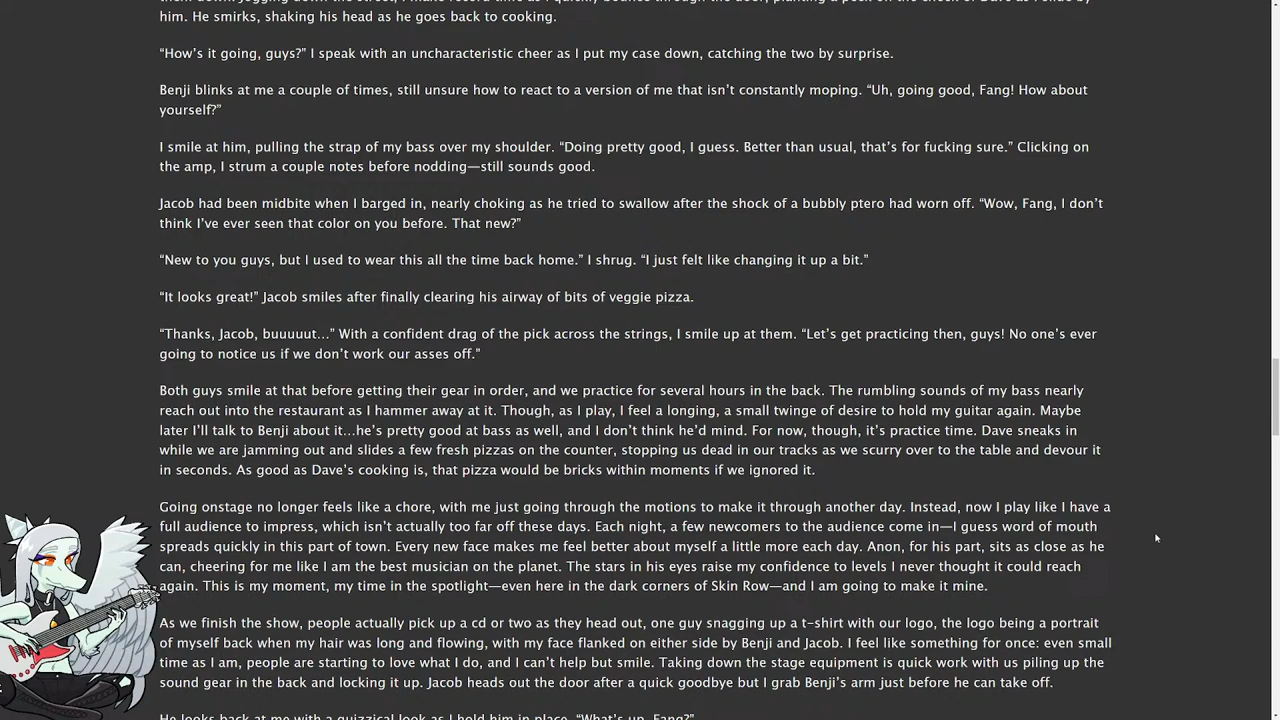 him. He smirks, shaking his head as he goes back to cooking.
“How’s it going, guys?” I speak with an uncharacteristic cheer as I put my case down, catching the two by surprise.
Benji blinks at me a couple of times, still unsure how to react to a version of me that isn’t constantly moping. “Uh, going good, Fang! How about
yourself?”
I smile at him, pulling the strap of my bass over my shoulder. “Doing pretty good, I guess. Better than usual, that’s for fucking sure.” Clicking on
the amp, I strum a couple notes before nodding—still sounds good.
Jacob had been midbite when I barged in, nearly choking as he tried to swallow after the shock of a bubbly ptero had worn off. “Wow, Fang, I don’t
think I’ve ever seen that color on you before. That new?”
“New to you guys, but I used to wear this all the time back home.” I shrug. “I just felt like changing it up a bit.”
“It looks great!” Jacob smiles after finally clearing his airway of bits of veggie pizza.
“Thanks, Jacob, buuuuut...” With a confident drag of the pick across the strings, I smile up at them. “Let’s get practicing then, guys! No one’s ever
going to notice us if we don’t work our asses off.”
Both guys smile at that before getting their gear in order, and we practice for several hours in the back. The rumbling sounds of my bass nearly
reach out into the restaurant as I hammer away at it. Though, as I play, I feel a longing, a small twinge of desire to hold my guitar again. Maybe
later I’ll talk to Benji about it...he’s pretty good at bass as well, and I don’t think he’d mind. For now, though, it’s practice time. Dave sneaks in
while we are jamming out and slides a few fresh pizzas on the counter, stopping us dead in our tracks as we scurry over to the table and devour it
in seconds. As good as Dave’s cooking is, that pizza would be bricks within moments if we ignored it.
Going onstage no longer feels like a chore, with me just going through the motions to make it through another day. Instead, now I play like I have a
full audience to impress, which isn’t actually too far off these days. Each night, a few newcomers to the audience come in—I guess word of mouth
spreads quickly in this part of town. Every new face makes me feel better about myself a little more each day. Anon, for his part, sits as close as he
can, cheering for me like I am the best musician on the planet. The stars in his eyes raise my confidence to levels I never thought it could reach
again. This is my moment, my time in the spotlight—even here in the dark corners of Skin Row—and I am going to make it mine.
As we finish the show, people actually pick up a cd or two as they head out, one guy snagging up a t-shirt with our logo, the logo being a portrait
of myself back when my hair was long and flowing, with my face flanked on either side by Benji and Jacob. I feel like something for once: even small
time as I am, people are starting to love what I do, and I can’t help but smile. Taking down the stage equipment is quick work with us piling up the
sound gear in the back and locking it up. Jacob heads out the door after a quick goodbye but I grab Benji’s arm just before he can take off.
He looks back at me with a quizzical look as I hold him in place. “What’s up, Fang?”